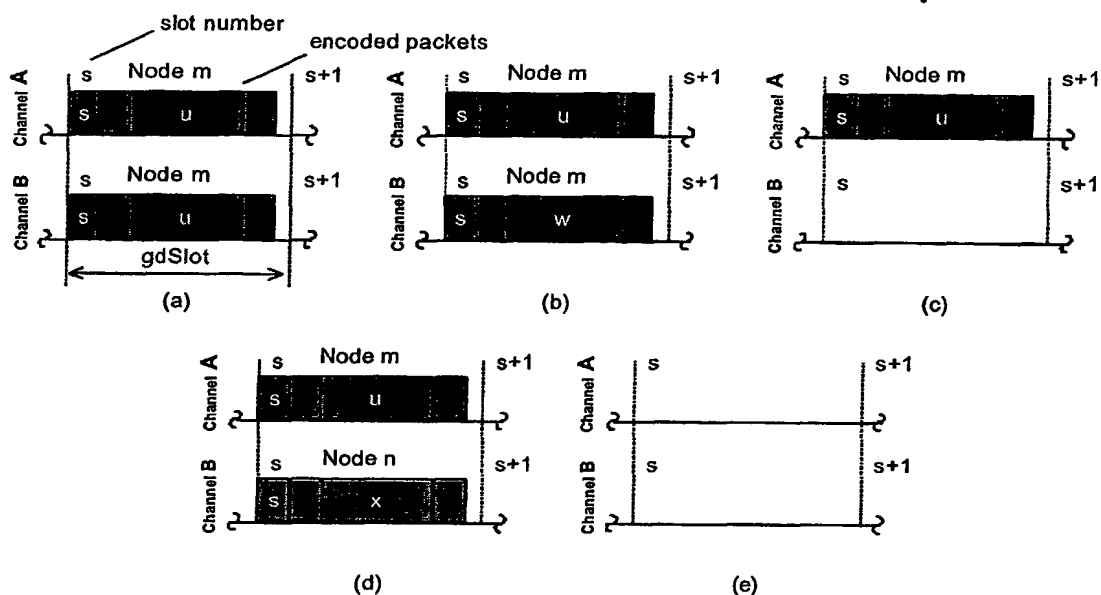 slot number
encoded packets
Channel A
s
Node m
s+1
s
u
Channel B
s
Node m
s+1
s
u
gdSlot
(a)
Channel A
s
Node m
s+1
s
u
Channel B
s
Node m
s+1
s
w
(b)
Channel A
s
Node m
s+1
s
u
Channel B
s
s+1
(c)
Channel A
s
Node m
s+1
s
u
Channel B
s
Node n
s+1
s
x
(d)
Channel A
s
s+1
Channel B
s
s+1
(e)